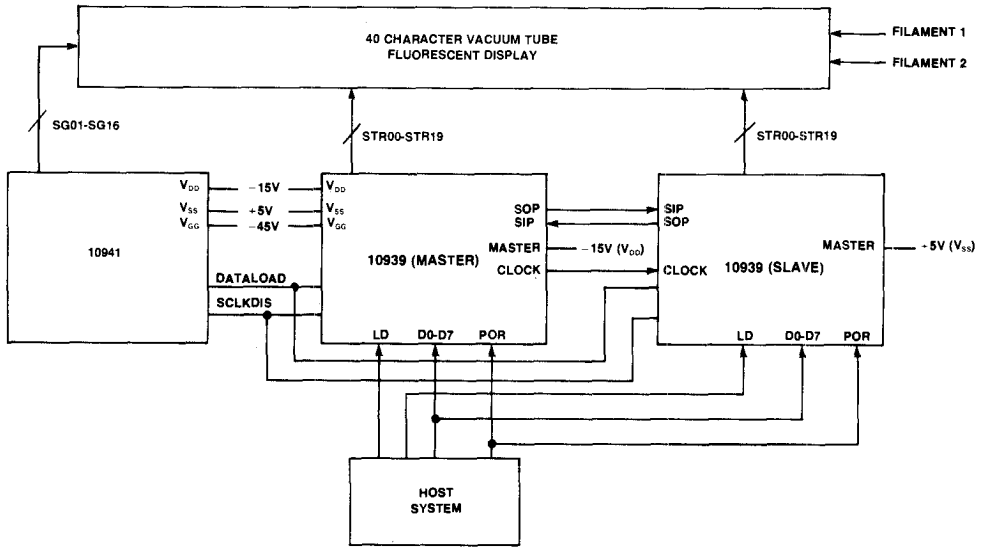 40 CHARACTER VACUUM TUBE
FLUORESCENT DISPLAY
FILAMENT 1
FILAMENT 2
SG01-SG16
STR00-STR19
STR00-STR19
VDD -15V VDD
VSS +5V VSS
VGG -45V VGG
10941
DATALOAD
SCLKDIS
SOP
SIP
MASTER -15V (VDD)
10939 (MASTER)
CLOCK
LD D0-D7 POR
SIP
SOP
MASTER +5V (VSS)
10939 (SLAVE)
CLOCK
LD D0-D7 POR
HOST
SYSTEM